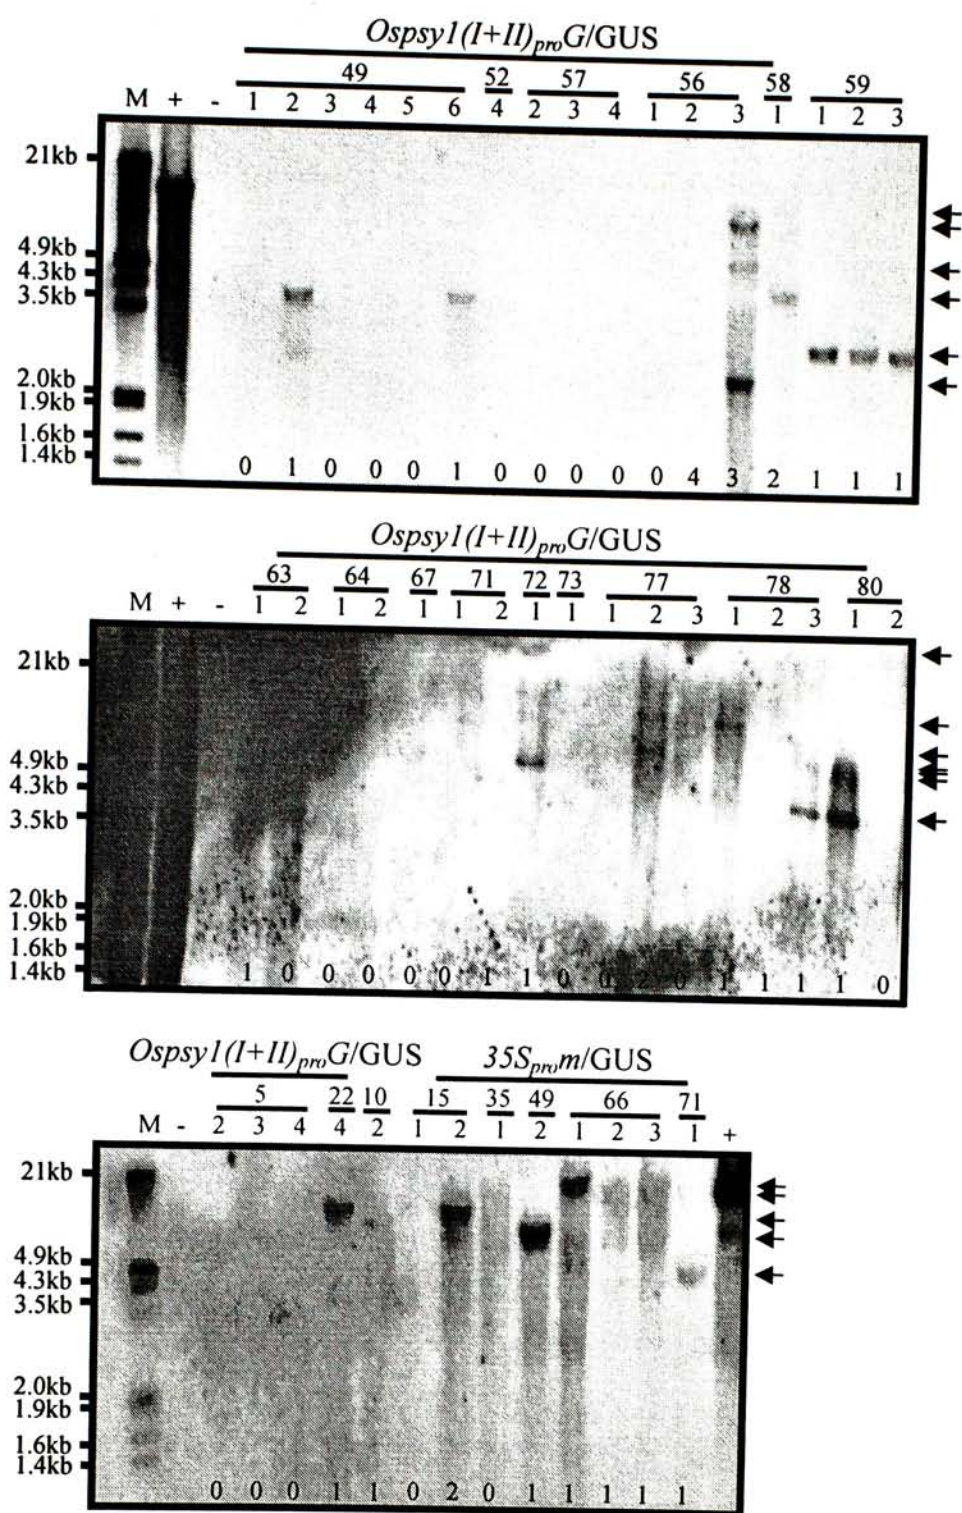 Ospsy1(I+II)proG/GUS
49 52 57 56 58 59
M + - 1 2 3 4 5 6 4 2 3 4 1 2 3 1 1 2 3
21kb
4.9kb
4.3kb
3.5kb
2.0kb
1.9kb
1.6kb
1.4kb
0 1 0 0 0 1 0 0 0 0 0 4 3 2 1 1 1
Ospsy1(I+II)proG/GUS
63 64 67 71 72 73 77 78 80
M + - 1 2 1 2 1 1 2 1 1 1 2 3 1 2 3 1 2
21kb
4.9kb
4.3kb
3.5kb
2.0kb
1.9kb
1.6kb
1.4kb
1 0 0 0 0 0 1 1 0 0 2 0 1 1 1 1 0
Ospsy1(I+II)proG/GUS 35Sprom/GUS
5 22 10 15 35 49 66 71
M - 2 3 4 4 2 1 2 1 2 1 2 3 1 +
21kb
4.9kb
4.3kb
3.5kb
2.0kb
1.9kb
1.6kb
1.4kb
0 0 0 1 1 0 2 0 1 1 1 1 1